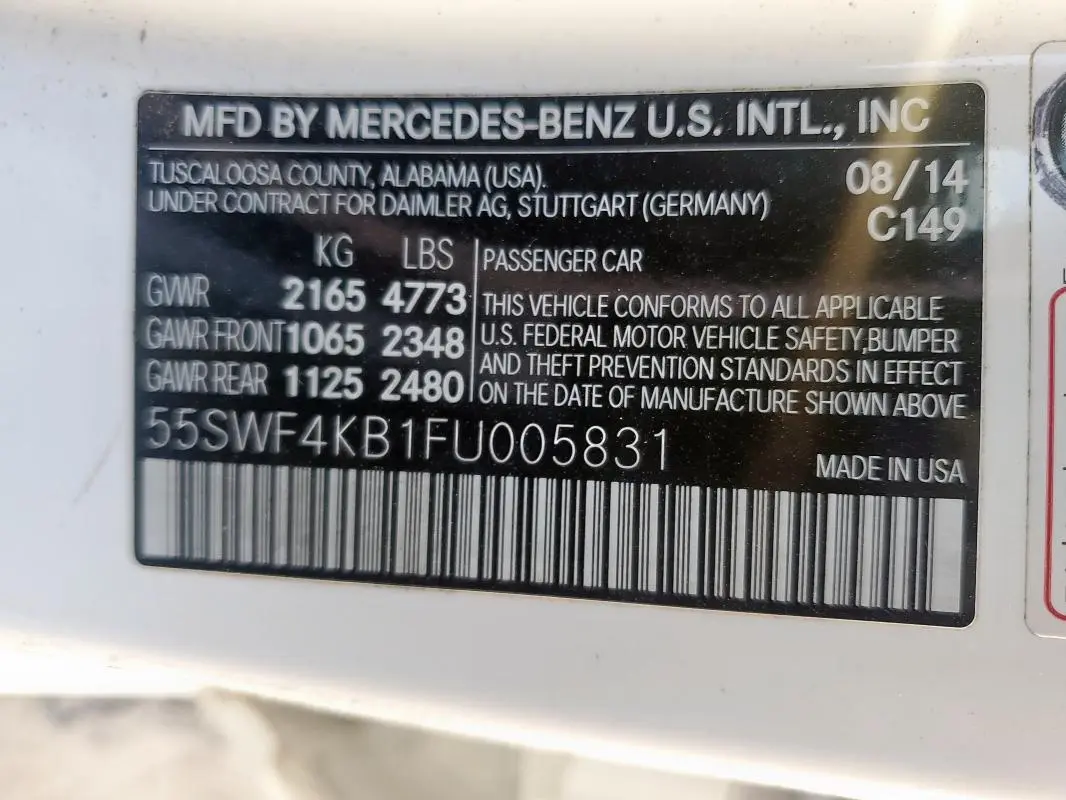 MFD BY MERCEDES-BENZ U.S. INTL., INC
TUSCALOOSA COUNTY, ALABAMA (USA).
UNDER CONTRACT FOR DAIMLER AG, STUTTGART (GERMANY)
08/14
C149
KG LBS
GVWR 2165 4773
GAWR FRONT 1065 2348
GAWR REAR 1125 2480
PASSENGER CAR
THIS VEHICLE CONFORMS TO ALL APPLICABLE
U.S. FEDERAL MOTOR VEHICLE SAFETY, BUMPER
AND THEFT PREVENTION STANDARDS IN EFFECT
ON THE DATE OF MANUFACTURE SHOWN ABOVE
55SWF4KB1FU005831
MADE IN USA